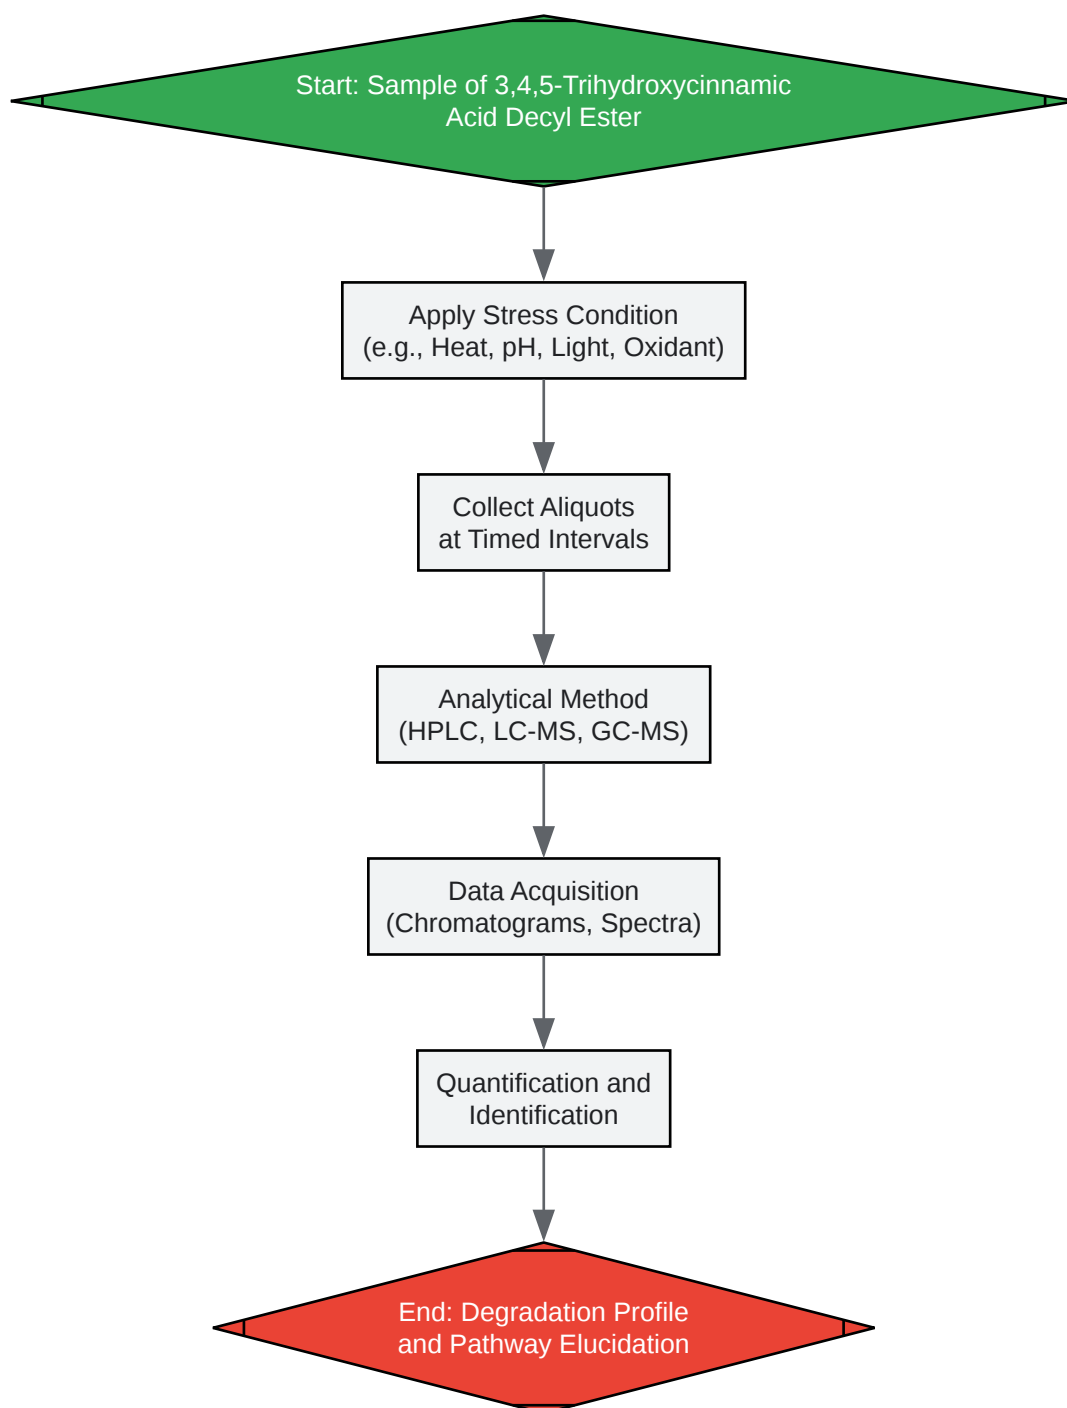 Start: Sample of 3,4,5-Trihydroxycinnamic
Acid Decyl Ester
Apply Stress Condition
(e.g., Heat, pH, Light, Oxidant)
Collect Aliquots
at Timed Intervals
Analytical Method
(HPLC, LC-MS, GC-MS)
Data Acquisition
(Chromatograms, Spectra)
Quantification and
Identification
End: Degradation Profile
and Pathway Elucidation